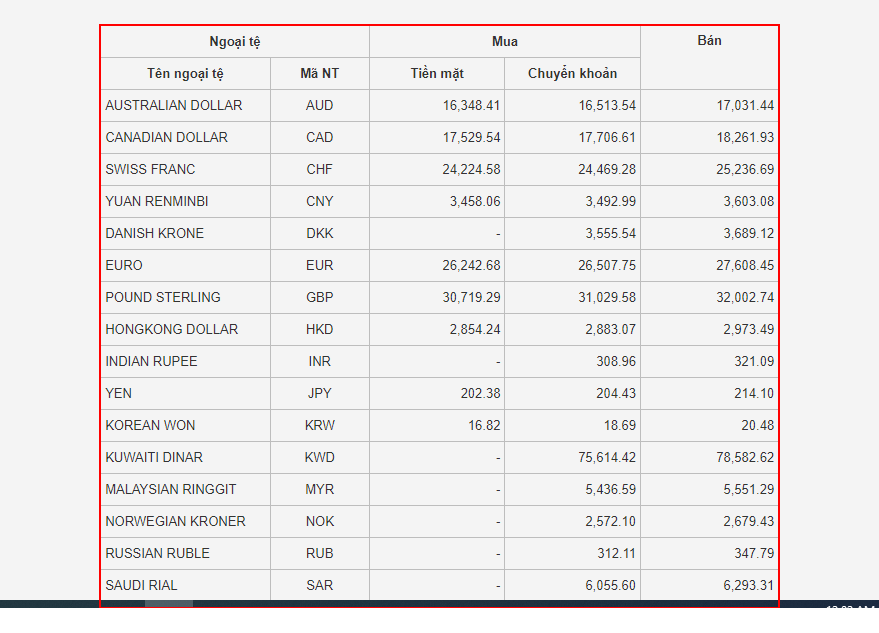 Ngoại tệ Mua Bán
Tên ngoại tệ Mã NT Tiền mặt Chuyển khoản
AUSTRALIAN DOLLAR AUD 16,348.41 16,513.54 17,031.44
CANADIAN DOLLAR CAD 17,529.54 17,706.61 18,261.93
SWISS FRANC CHF 24,224.58 24,469.28 25,236.69
YUAN RENMINBI CNY 3,458.06 3,492.99 3,603.08
DANISH KRONE DKK - 3,555.54 3,689.12
EURO EUR 26,242.68 26,507.75 27,608.45
POUND STERLING GBP 30,719.29 31,029.58 32,002.74
HONGKONG DOLLAR HKD 2,854.24 2,883.07 2,973.49
INDIAN RUPEE INR - 308.96 321.09
YEN JPY 202.38 204.43 214.10
KOREAN WON KRW 16.82 18.69 20.48
KUWAITI DINAR KWD - 75,614.42 78,582.62
MALAYSIAN RINGGIT MYR - 5,436.59 5,551.29
NORWEGIAN KRONER NOK - 2,572.10 2,679.43
RUSSIAN RUBLE RUB - 312.11 347.79
SAUDI RIAL SAR - 6,055.60 6,293.31